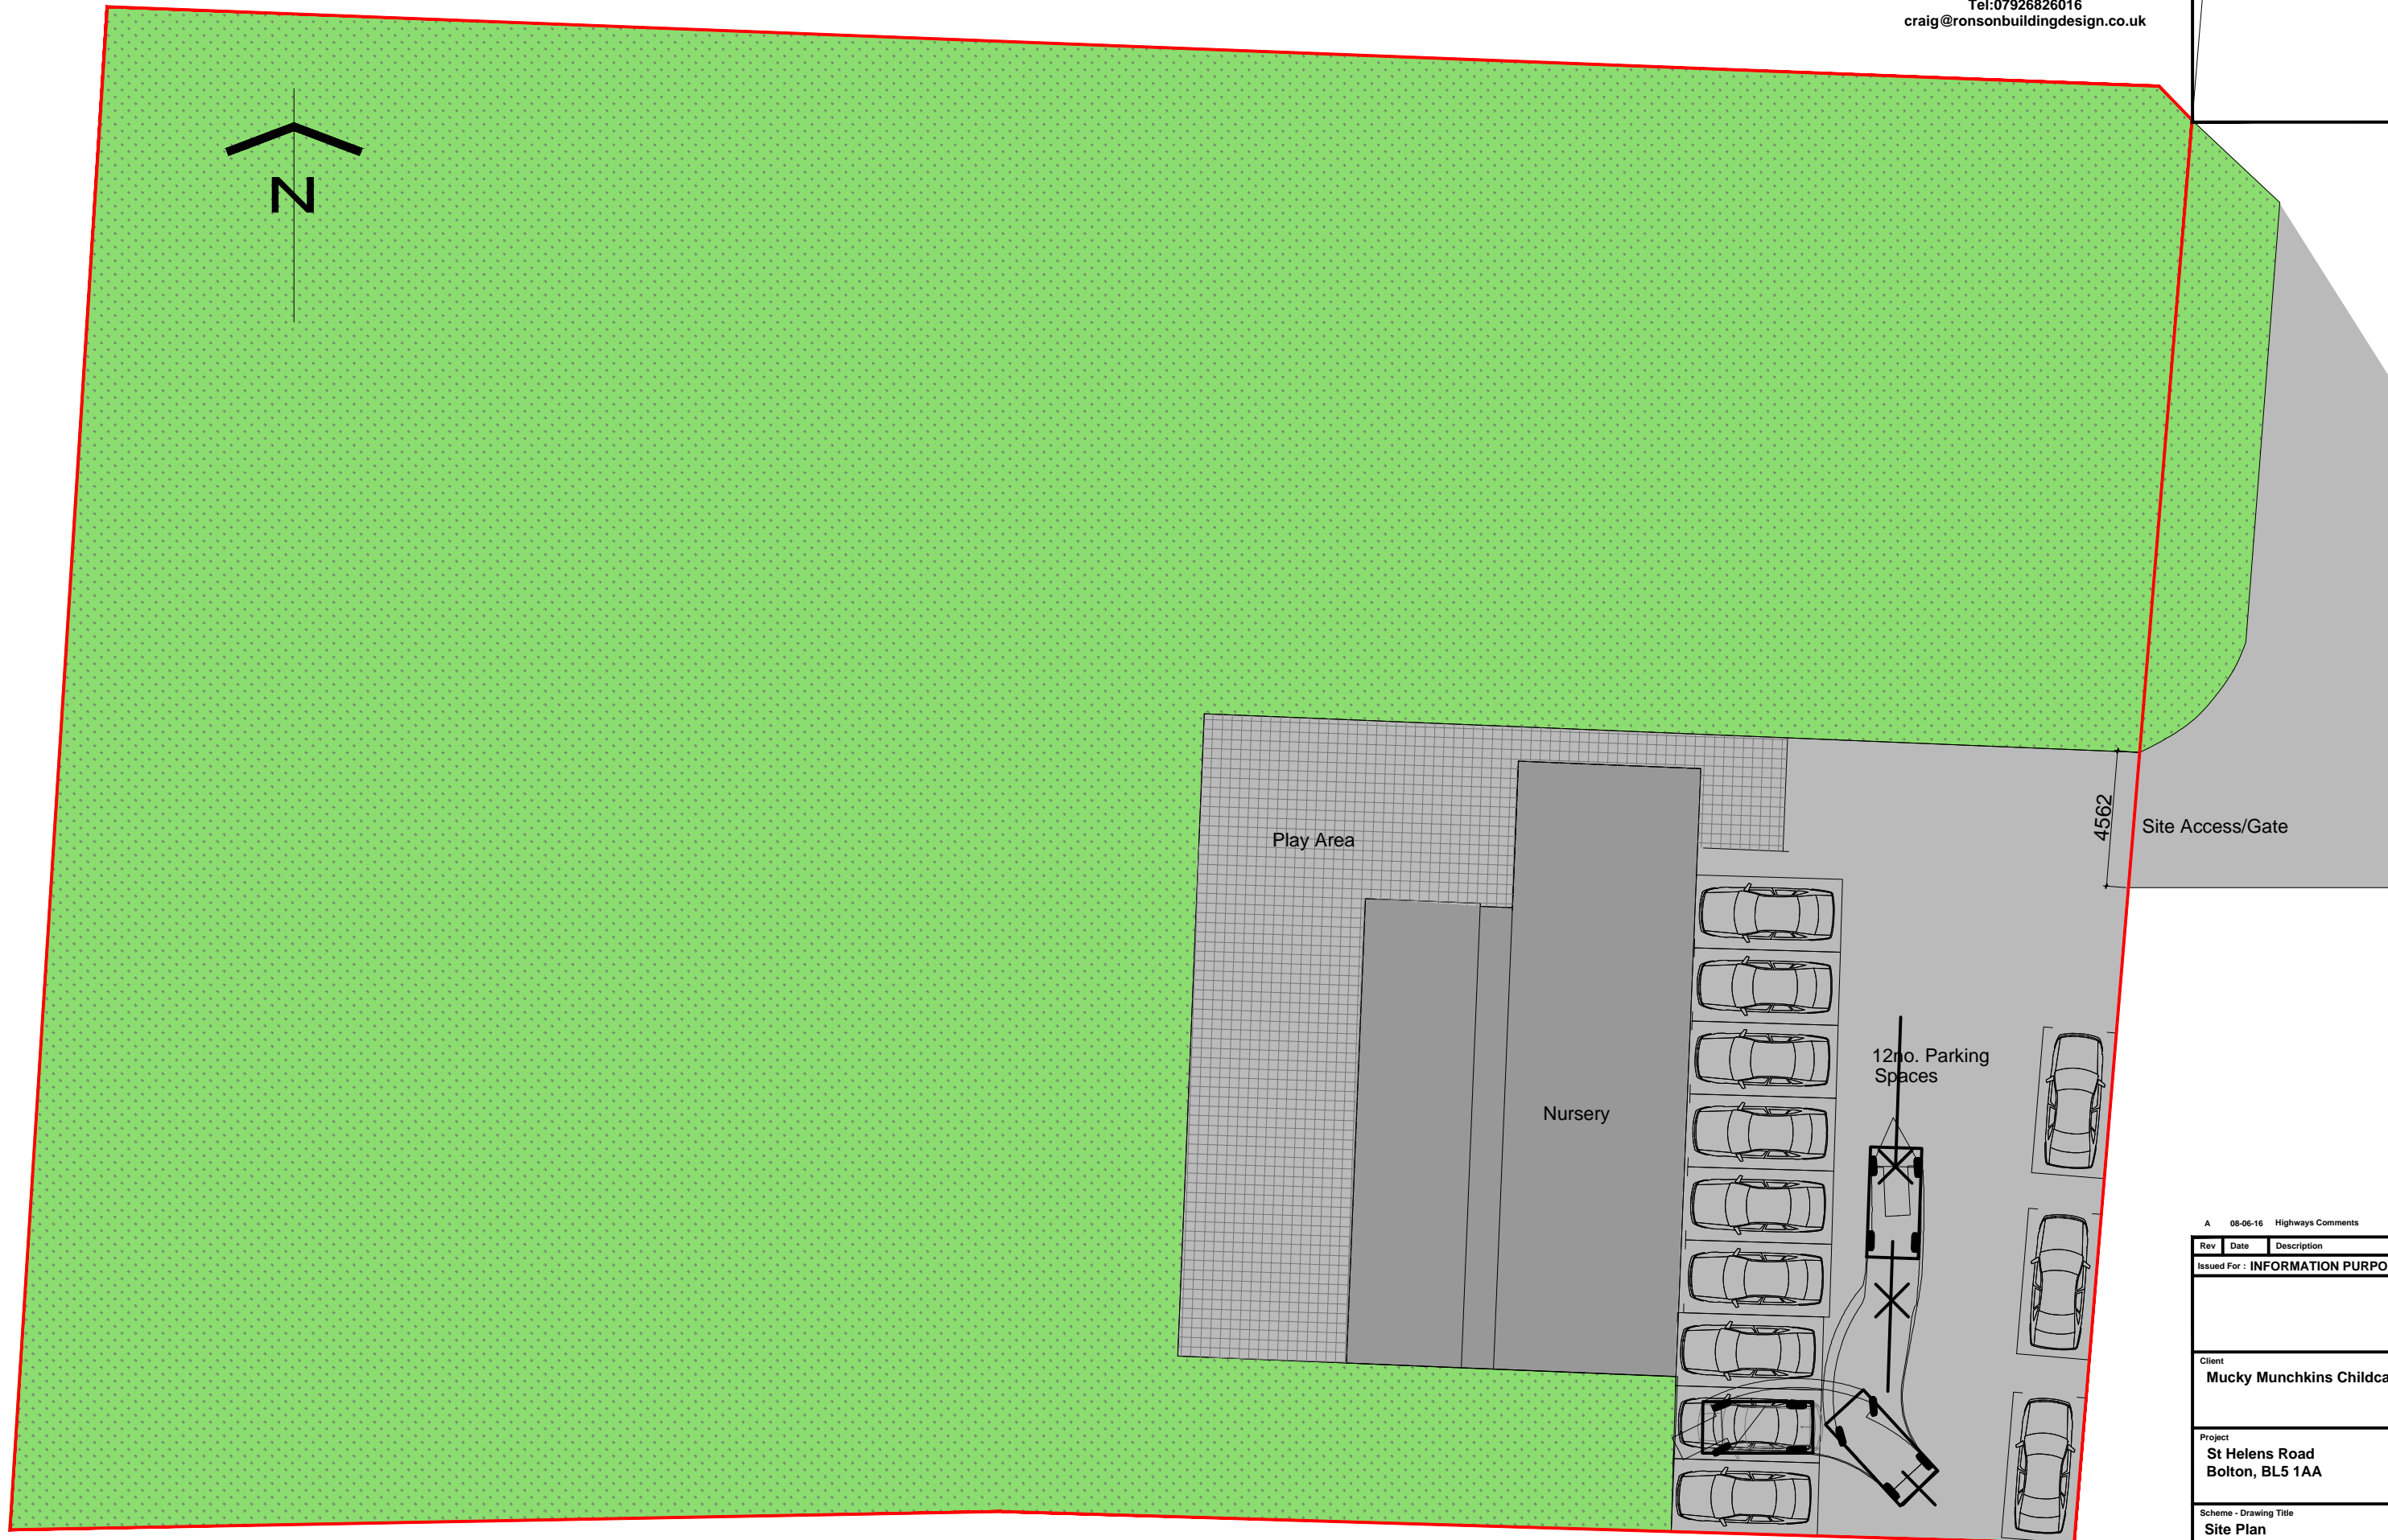 Tel:07926826016
craig@ronsonbuildingdesign.co.uk
N
Play Area
4562
Site Access/Gate
12no. Parking
Spaces
Nursery
A 08-06-16 Highways Comments
Rev Date Description
Issued For : INFORMATION PURPO
Client
Mucky Munchkins Childca
Project
St Helens Road
Bolton, BL5 1AA
Scheme - Drawing Title
Site Plan